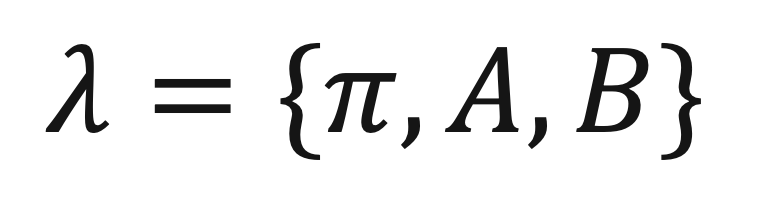 λ = {π, A, B}